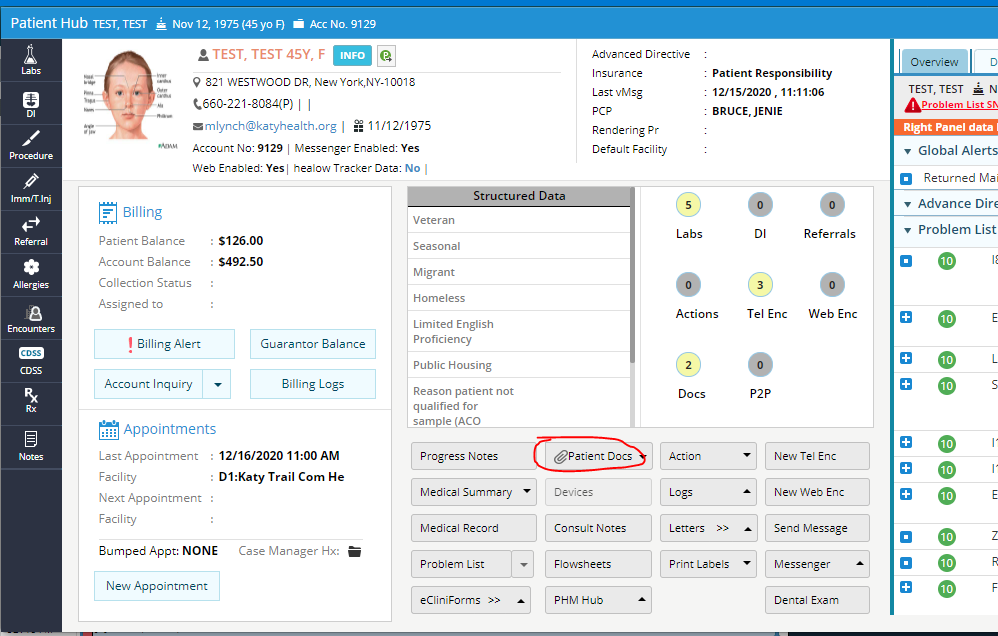 Patient Hub TEST, TEST Nov 12, 1975 (45 yo F) Acc No. 9129
Labs
DI
Procedure
Imm/T.Inj
Referral
Allergies
Encounters
CDSS
CDSS
Rx
Rx
Notes
TEST, TEST 45Y, F INFO
821 WESTWOOD DR, New York,NY-10018
660-221-8084(P) | |
mlynch@katyhealth.org | 11/12/1975
Account No: 9129 | Messenger Enabled: Yes
Web Enabled: Yes| healow Tracker Data: No |
Advanced Directive :
Insurance : Patient Responsibility
Last vMsg : 12/15/2020 , 11:11:06
PCP : BRUCE, JENIE
Rendering Pr :
Default Facility :
Billing
Patient Balance : $126.00
Account Balance : $492.50
Collection Status :
Assigned to :
Billing Alert
Guarantor Balance
Account Inquiry
Billing Logs
Appointments
Last Appointment : 12/16/2020 11:00 AM
Facility : D1:Katy Trail Com He
Next Appointment :
Facility :
Bumped Appt: NONE Case Manager Hx:
New Appointment
Structured Data
Veteran
Seasonal
Migrant
Homeless
Limited English
Proficiency
Public Housing
Reason patient not
qualified for
sample (ACO
5 0 0
Labs DI Referrals
0 3 0
Actions Tel Enc Web Enc
2 0
Docs P2P
Progress Notes Patient Docs Action New Tel Enc
Medical Summary Devices Logs New Web Enc
Medical Record Consult Notes Letters >> Send Message
Problem List Flowsheets Print Labels Messenger
eCliniForms >> PHM Hub Dental Exam
Overview D
TEST, TEST N
Problem List SN
Right Panel data
Global Alerts
Returned Mai
Advance Dire
Problem List
10 I8
10 E
10 L
10 S
10 I1
10 I1
10 E
10 Z
10 R
10 F